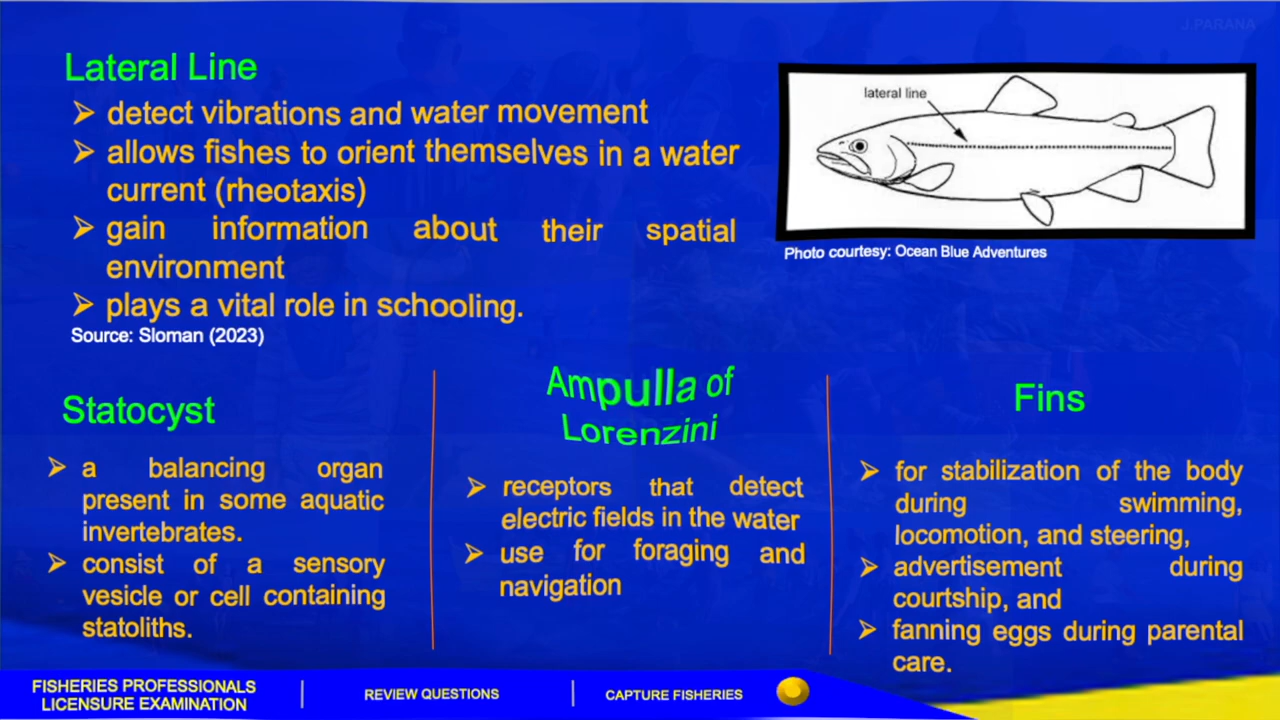 J.PARANA
Lateral Line
➢ detect vibrations and water movement
➢ allows fishes to orient themselves in a water
current (rheotaxis)
➢ gain information about their spatial
environment
➢ plays a vital role in schooling.
Source: Sloman (2023)
lateral line
Photo courtesy: Ocean Blue Adventures
Statocyst
➢ a balancing organ
present in some aquatic
invertebrates.
➢ consist of a sensory
vesicle or cell containing
statoliths.
Ampulla of
Lorenzini
➢ receptors that detect
electric fields in the water
➢ use for foraging and
navigation
Fins
➢ for stabilization of the body
during swimming,
locomotion, and steering,
➢ advertisement during
courtship, and
➢ fanning eggs during parental
care.
FISHERIES PROFESSIONALS
LICENSURE EXAMINATION
REVIEW QUESTIONS
CAPTURE FISHERIES